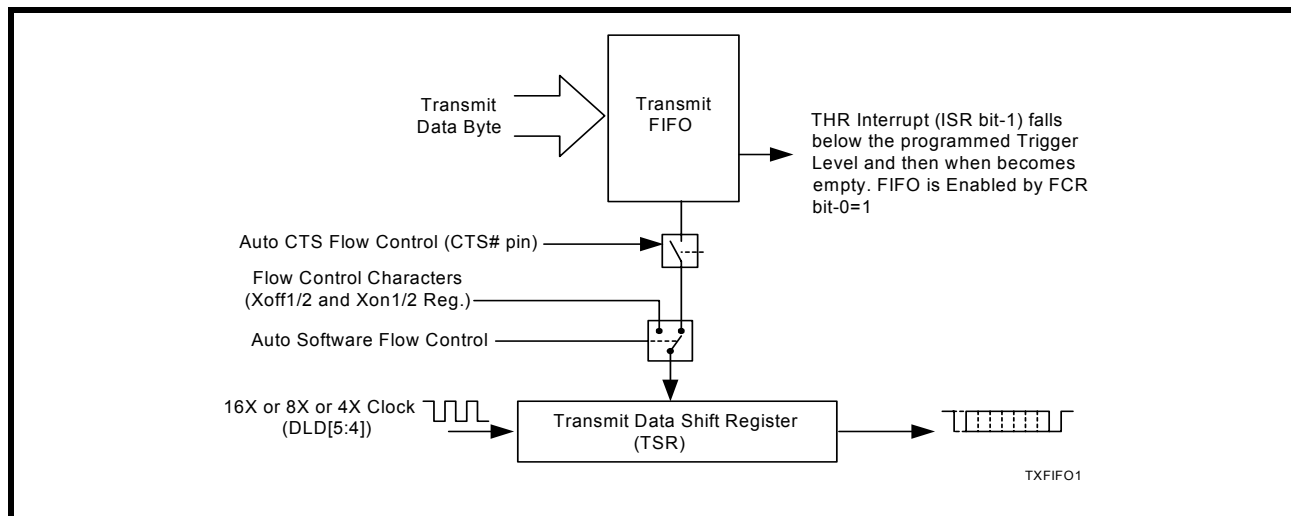 Transmit
Data Byte
Transmit
FIFO
THR Interrupt (ISR bit-1) falls
below the programmed Trigger
Level and then when becomes
empty. FIFO is Enabled by FCR
bit-0=1
Auto CTS Flow Control (CTS# pin)
Flow Control Characters
(Xoff1/2 and Xon1/2 Reg.)
Auto Software Flow Control
16X or 8X or 4X Clock
(DLD[5:4])
Transmit Data Shift Register
(TSR)
TXFIFO1